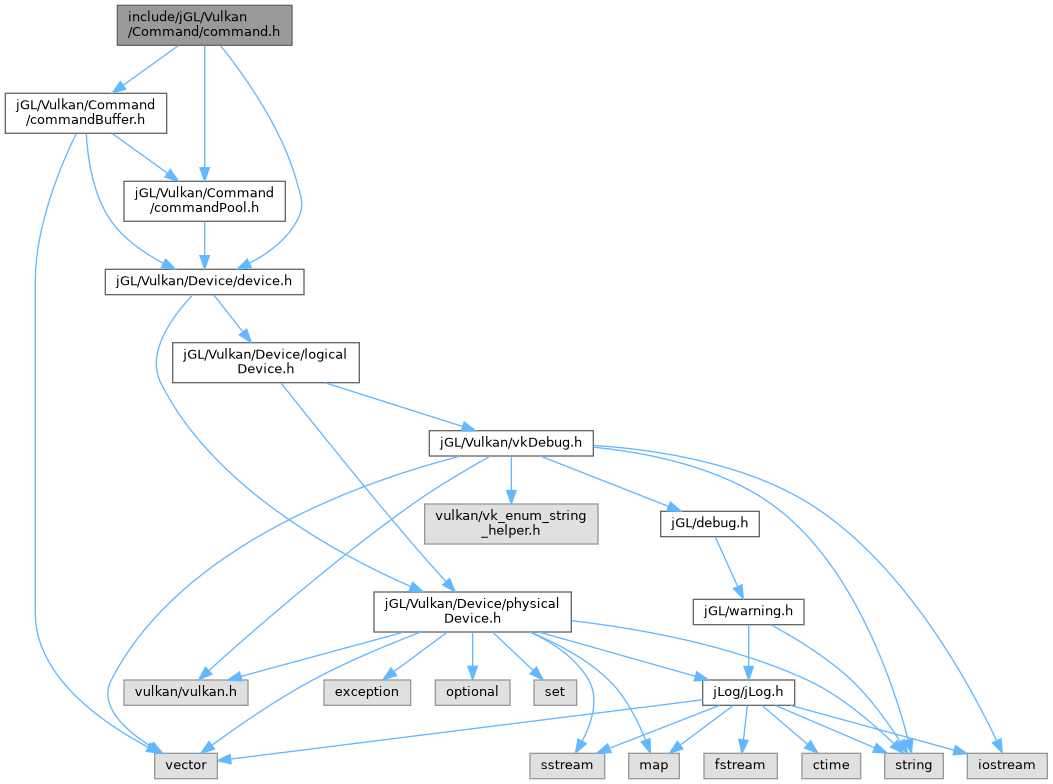 include/jGL/Vulkan
/Command/command.h
jGL/Vulkan/Command
/commandBuffer.h
jGL/Vulkan/Command
/commandPool.h
jGL/Vulkan/Device/device.h
jGL/Vulkan/Device/logical
Device.h
jGL/Vulkan/vkDebug.h
vulkan/vk_enum_string
_helper.h
jGL/debug.h
jGL/Vulkan/Device/physical
Device.h
jGL/warning.h
vulkan/vulkan.h
exception
optional
set
jLog/jLog.h
vector
sstream
map
fstream
ctime
string
iostream